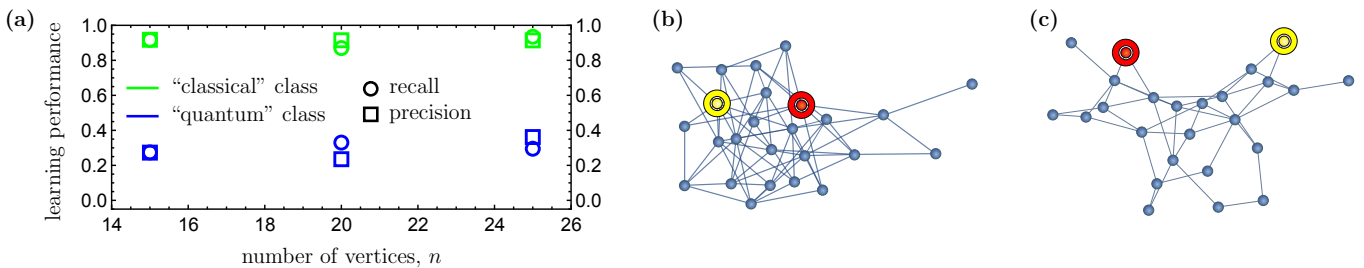 (a)
learning performance
1.0
0.8
0.6
0.4
0.2
0.0
“classical” class
“quantum” class
recall
precision
1.0
0.8
0.6
0.4
0.2
0.0
14 16 18 20 22 24 26
number of vertices, n
(b)
(c)